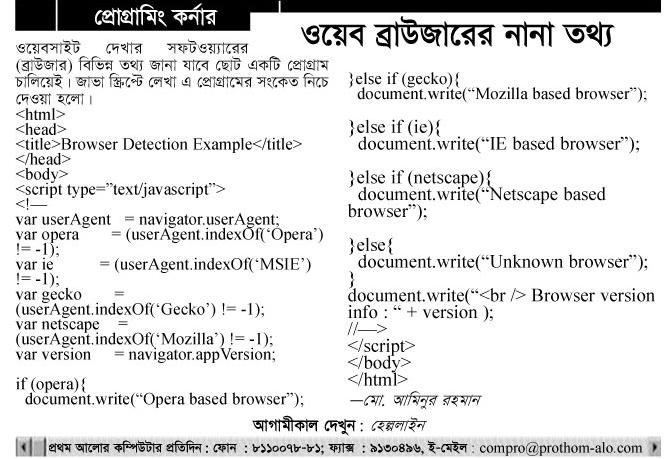 প্রোগ্রামিং কর্নার
ওয়েব ব্রাউজারের নানা তথ্য
ওয়েবসাইট দেখার সফটওয়্যারের
(ব্রাউজার) বিভিন্ন তথ্য জানা যাবে ছোট একটি প্রোগ্রাম
চালিয়েই। জাভা স্ক্রিপ্টে লেখা এ প্রোগ্রামের সংকেত নিচে
দেওয়া হলো।
<html>
<head>
<title>Browser Detection Example</title>
</head>
<body>
<script type=”text/javascript”>
<!—
var userAgent = navigator.userAgent;
var opera = (userAgent.indexOf(‘Opera’)
!= -1);
var ie = (userAgent.indexOf(‘MSIE’)
!= -1);
var gecko =
(userAgent.indexOf(‘Gecko’) != -1);
var netscape =
(userAgent.indexOf(‘Mozilla’) != -1);
var version = navigator.appVersion;
if (opera){
document.write(“Opera based browser”);
}else if (gecko){
document.write(“Mozilla based browser”);
}else if (ie){
document.write(“IE based browser”);
}else if (netscape){
document.write(“Netscape based
browser”);
}else{
document.write(“Unknown browser”);
}
document.write(“<br /> Browser version
info : “ + version );
//—>
</script>
</body>
</html>
—মো. আমিনুর রহমান
আগামীকাল দেখুন : হেল্পলাইন
প্রথম আলোর কম্পিউটার প্রতিদিন : ফোন : ৮১১০০৭৮-৮১; ফ্যাক্স : ৯১৩০৪৯৬, ই-মেইল : compro@prothom-alo.com